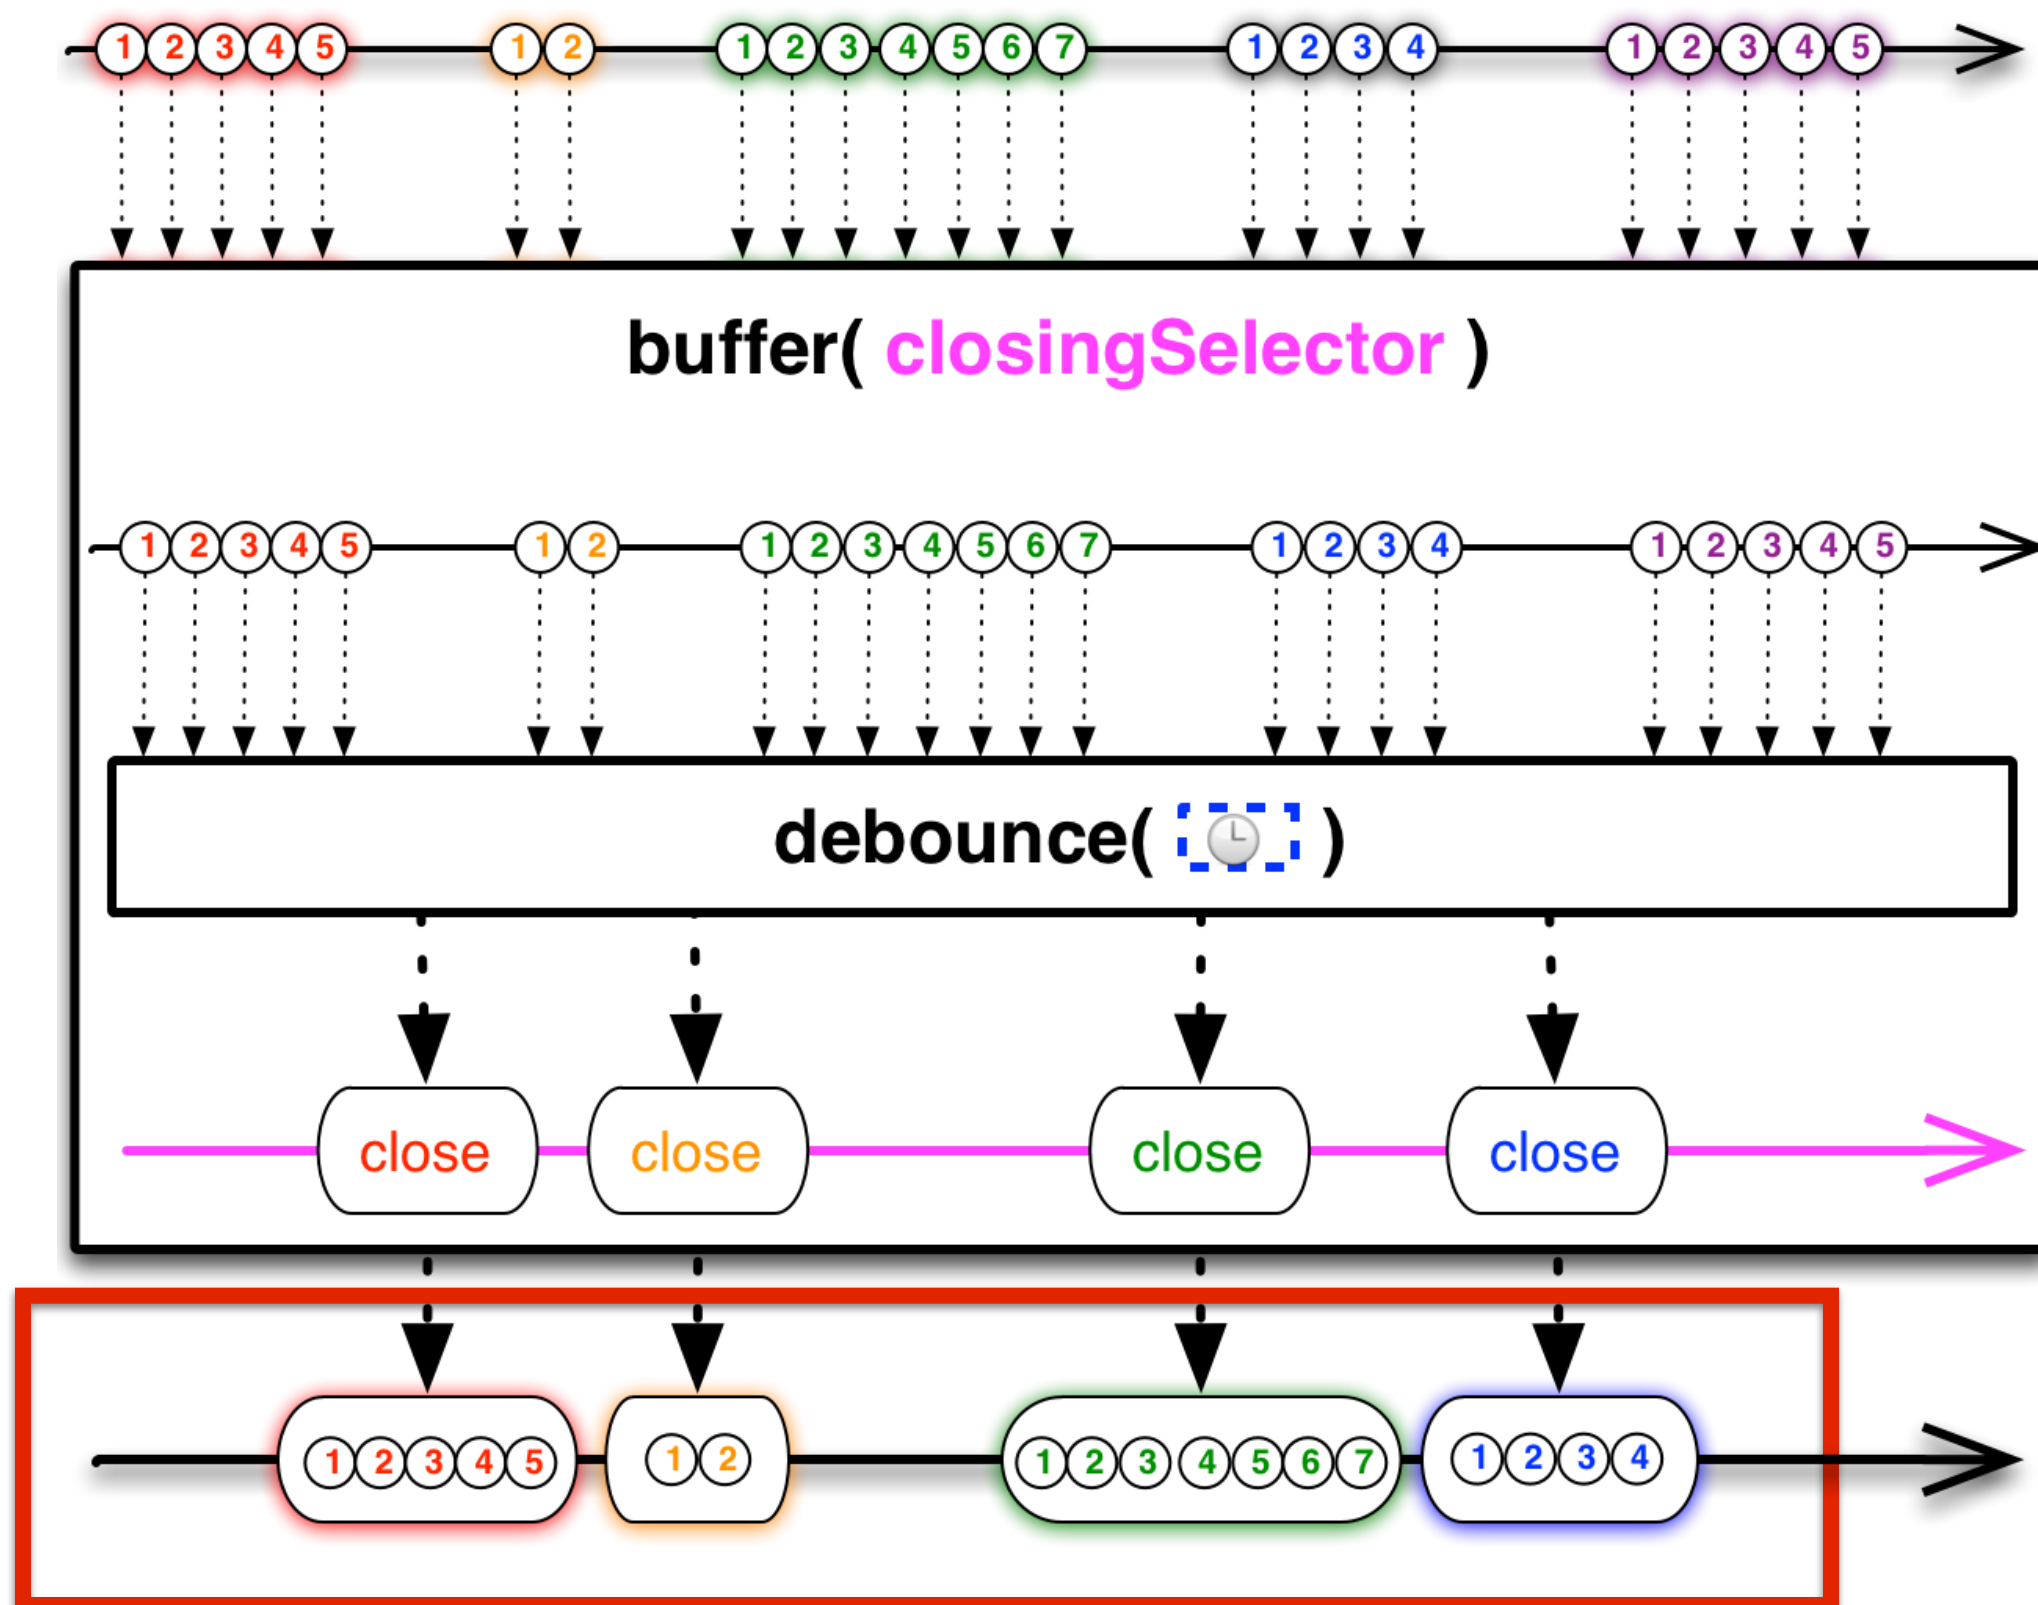 1 2 3 4 5 1 2 1 2 3 4 5 6 7 1 2 3 4 1 2 3 4 5
buffer( closingSelector )
1 2 3 4 5 1 2 1 2 3 4 5 6 7 1 2 3 4 1 2 3 4 5
debounce( )
close close close close
1 2 3 4 5 1 2 1 2 3 4 5 6 7 1 2 3 4